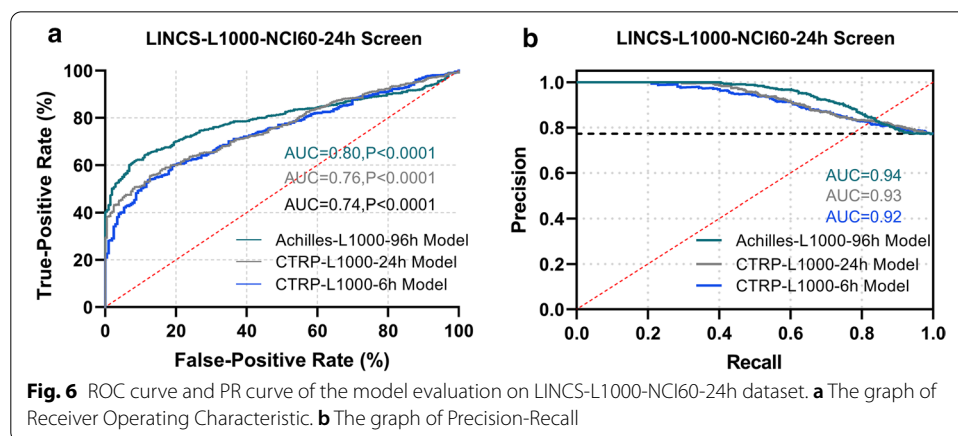 a
LINCS-L1000-NCI60-24h Screen
True-Positive Rate (%)
100
80
60
40
20
0
AUC=0.80,P<0.0001
AUC=0.76,P<0.0001
AUC=0.74,P<0.0001
Achilles-L1000-96h Model
CTRP-L1000-24h Model
CTRP-L1000-6h Model
0 20 40 60 80 100
False-Positive Rate (%)
b
LINCS-L1000-NCI60-24h Screen
Precision
1.0
0.8
0.6
0.4
0.2
0.0
AUC=0.94
AUC=0.93
AUC=0.92
Achilles-L1000-96h Model
CTRP-L1000-24h Model
CTRP-L1000-6h Model
0.0 0.2 0.4 0.6 0.8 1.0
Recall
Fig. 6 ROC curve and PR curve of the model evaluation on LINCS-L1000-NCI60-24h dataset. a The graph of
Receiver Operating Characteristic. b The graph of Precision-Recall